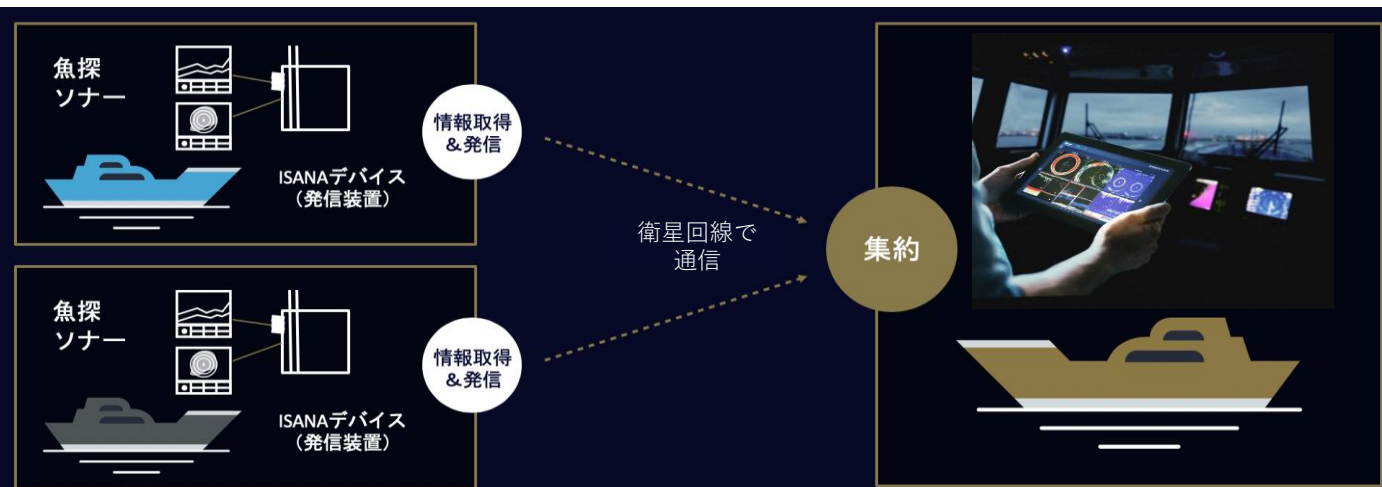 魚探
ソナー
ISANAデバイス
（発信装置）
情報取得
&発信
魚探
ソナー
ISANAデバイス
（発信装置）
情報取得
&発信
衛星回線で
通信
集約